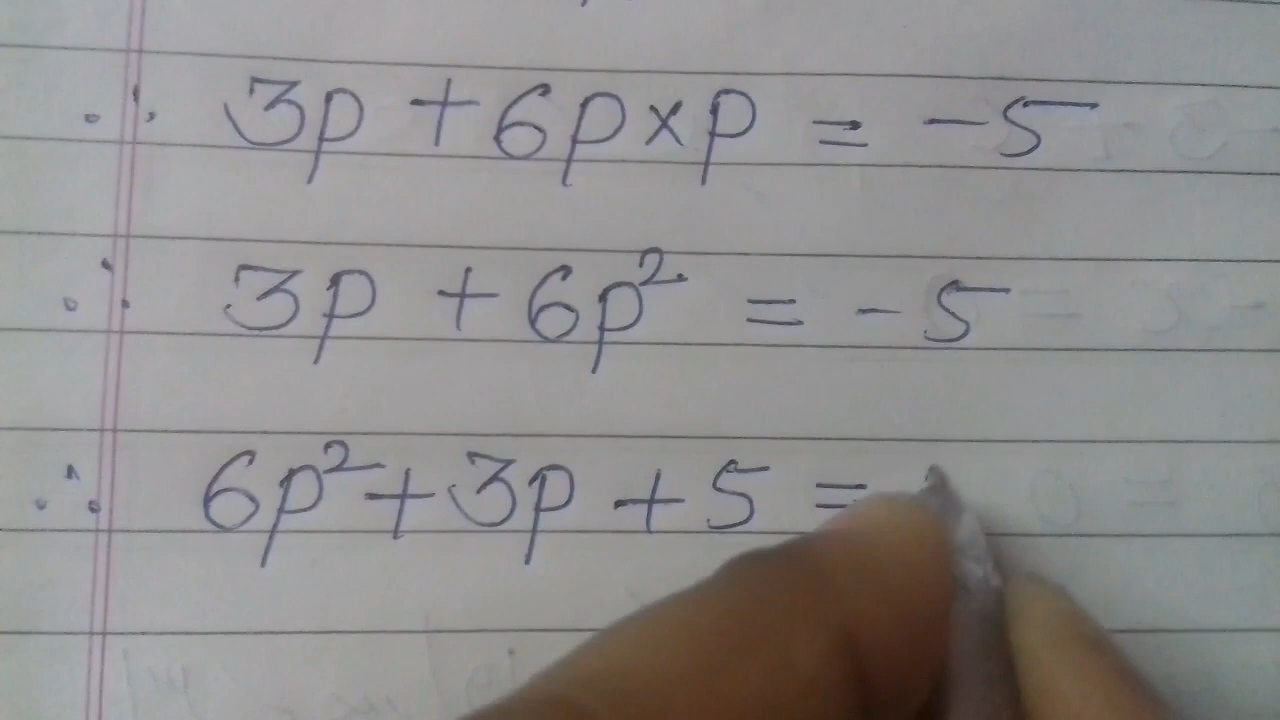 ∴ 3p + 6p × p = -5
∴ 3p + 6p² = -5
∴ 6p² + 3p + 5 =